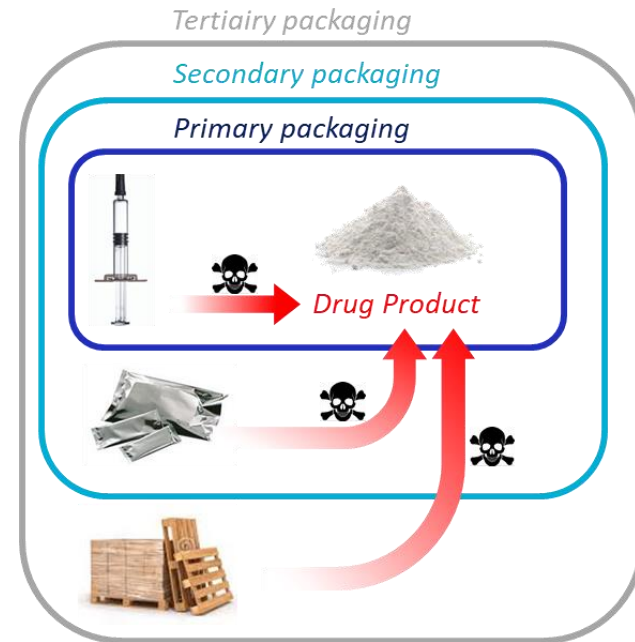 Tertiairy packaging
Secondary packaging
Primary packaging
Drug Product